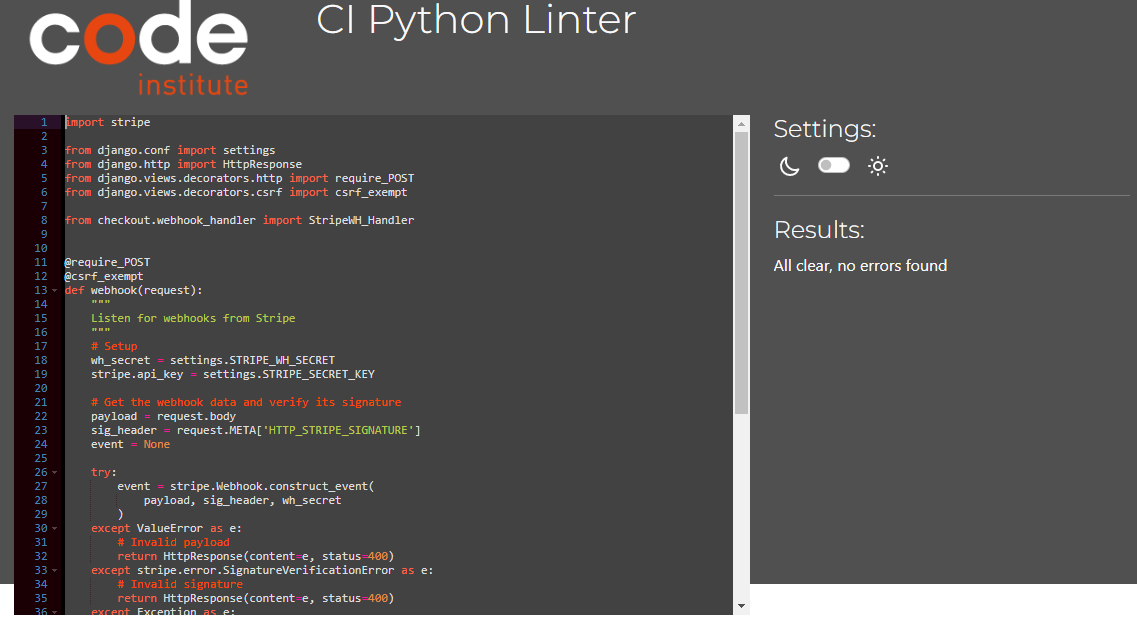 code
institute
CI Python Linter
1 import stripe
2
3 from django.conf import settings
4 from django.http import HttpResponse
5 from django.views.decorators.http import require_POST
6 from django.views.decorators.csrf import csrf_exempt
7
8 from checkout.webhook_handler import StripeWH_Handler
9
10
11 @require_POST
12 @csrf_exempt
13 def webhook(request):
14     """
15     Listen for webhooks from Stripe
16     """
17     # Setup
18     wh_secret = settings.STRIPE_WH_SECRET
19     stripe.api_key = settings.STRIPE_SECRET_KEY
20
21     # Get the webhook data and verify its signature
22     payload = request.body
23     sig_header = request.META['HTTP_STRIPE_SIGNATURE']
24     event = None
25
26     try:
27         event = stripe.Webhook.construct_event(
28             payload, sig_header, wh_secret
29         )
30     except ValueError as e:
31         # Invalid payload
32         return HttpResponse(content=e, status=400)
33     except stripe.error.SignatureVerificationError as e:
34         # Invalid signature
35         return HttpResponse(content=e, status=400)
36     except Exception as e:
Settings:
Results:
All clear, no errors found